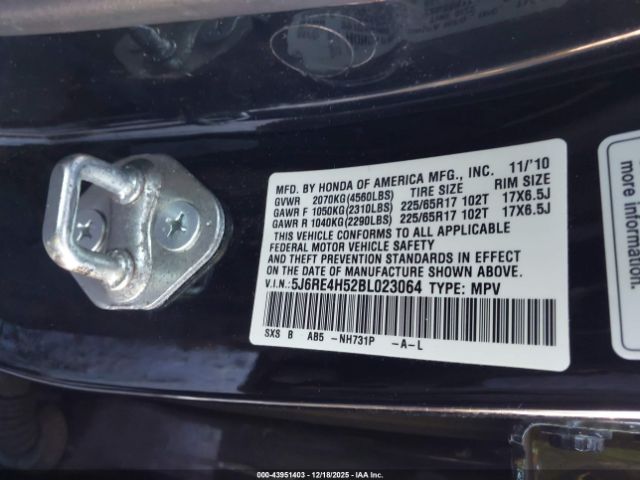 MFD. BY HONDA OF AMERICA MFG., INC. 11/'10
GVWR 2070KG(4560LBS) TIRE SIZE RIM SIZE
GAWR F 1050KG(2310LBS) 225/65R17 102T 17X6.5J
GAWR R 1040KG(2290LBS) 225/65R17 102T 17X6.5J
THIS VEHICLE CONFORMS TO ALL APPLICABLE
FEDERAL MOTOR VEHICLE SAFETY
AND THEFT PREVENTION STANDARDS IN EFFECT
ON THE DATE OF MANUFACTURE SHOWN ABOVE.
V.I.N.:5J6RE4H52BL023064 TYPE: MPV
SXS B AB5 -NH731P -A-L
more information.
000-43951403 - 12/18/2025 - IAA, Inc.